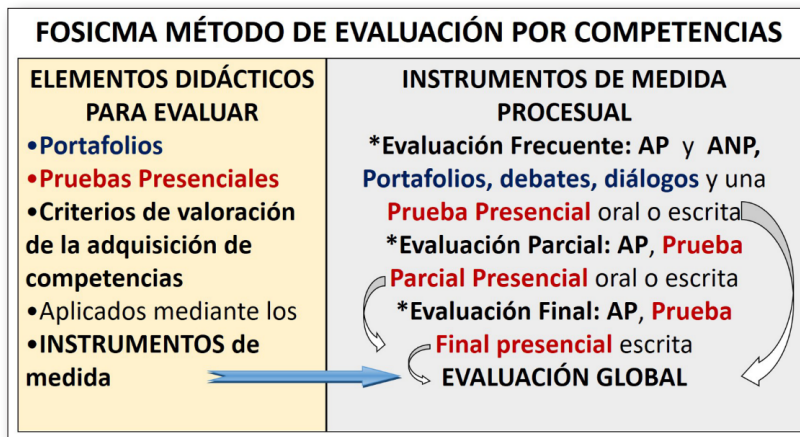 FOSICMA MÉTODO DE EVALUACIÓN POR COMPETENCIAS
ELEMENTOS DIDÁCTICOS
PARA EVALUAR
•Portafolios
•Pruebas Presenciales
•Criterios de valoración
de la adquisición de
competencias
•Aplicados mediante los
•INSTRUMENTOS de
medida
INSTRUMENTOS DE MEDIDA
PROCESUAL
*Evaluación Frecuente: AP y ANP,
Portafolios, debates, diálogos y una
Prueba Presencial oral o escrita
*Evaluación Parcial: AP, Prueba
Parcial Presencial oral o escrita
*Evaluación Final: AP, Prueba
Final presencial escrita
EVALUACIÓN GLOBAL